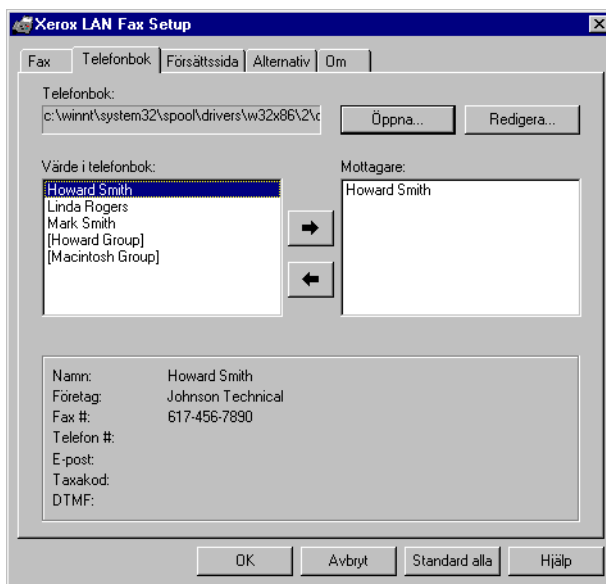 Xerox LAN Fax Setup
Fax Telefonbok Försättssida Alternativ Om
Telefonbok:
c:\winnt\system32\spool\drivers\w32x86\2\c Öppna... Redigera...
Värde i telefonbok: Mottagare:
Howard Smith Howard Smith
Linda Rogers
Mark Smith
[Howard Group]
[Macintosh Group]
Namn: Howard Smith
Företag: Johnson Technical
Fax #: 617-456-7890
Telefon #:
E-post:
Taxakod:
DTMF:
OK Avbryt Standard alla Hjälp